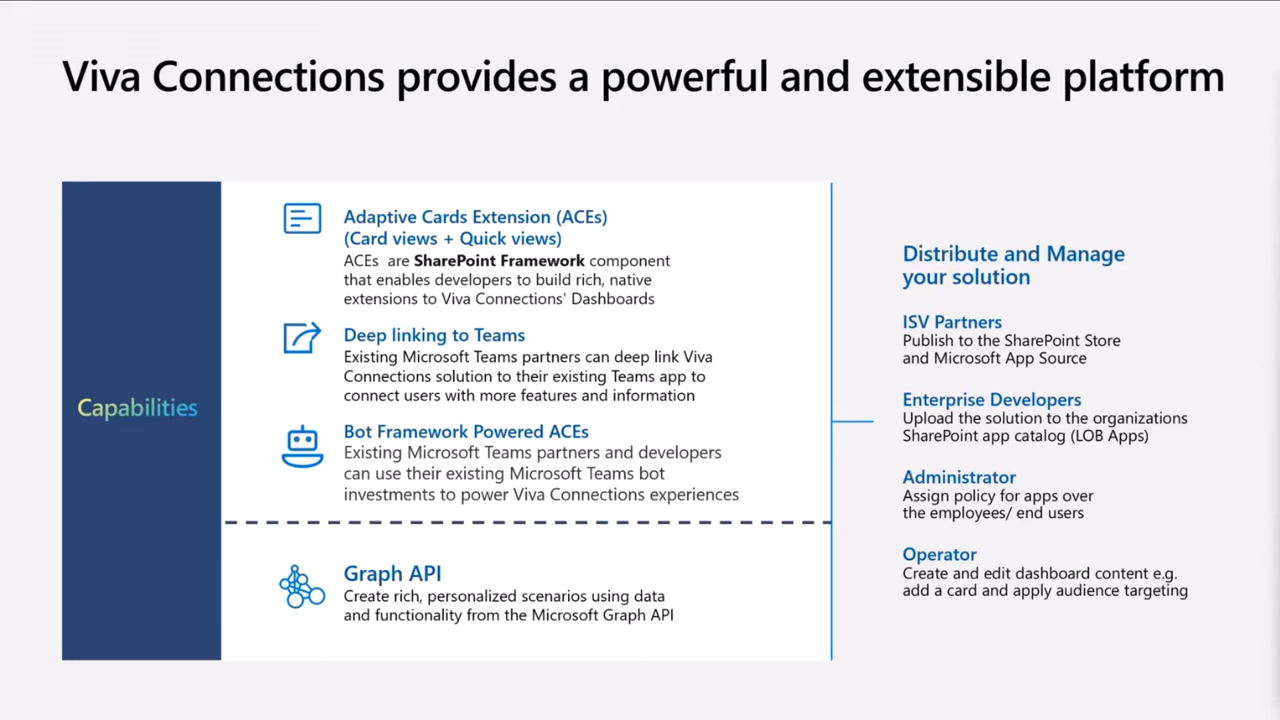 Viva Connections provides a powerful and extensible platform
Capabilities
Adaptive Cards Extension (ACEs)
(Card views + Quick views)
ACEs are SharePoint Framework component
that enables developers to build rich, native
extensions to Viva Connections' Dashboards
Deep linking to Teams
Existing Microsoft Teams partners can deep link Viva
Connections solution to their existing Teams app to
connect users with more features and information
Bot Framework Powered ACEs
Existing Microsoft Teams partners and developers
can use their existing Microsoft Teams bot
investments to power Viva Connections experiences
Graph API
Create rich, personalized scenarios using data
and functionality from the Microsoft Graph API
Distribute and Manage
your solution
ISV Partners
Publish to the SharePoint Store
and Microsoft App Source
Enterprise Developers
Upload the solution to the organizations
SharePoint app catalog (LOB Apps)
Administrator
Assign policy for apps over
the employees/ end users
Operator
Create and edit dashboard content e.g.
add a card and apply audience targeting